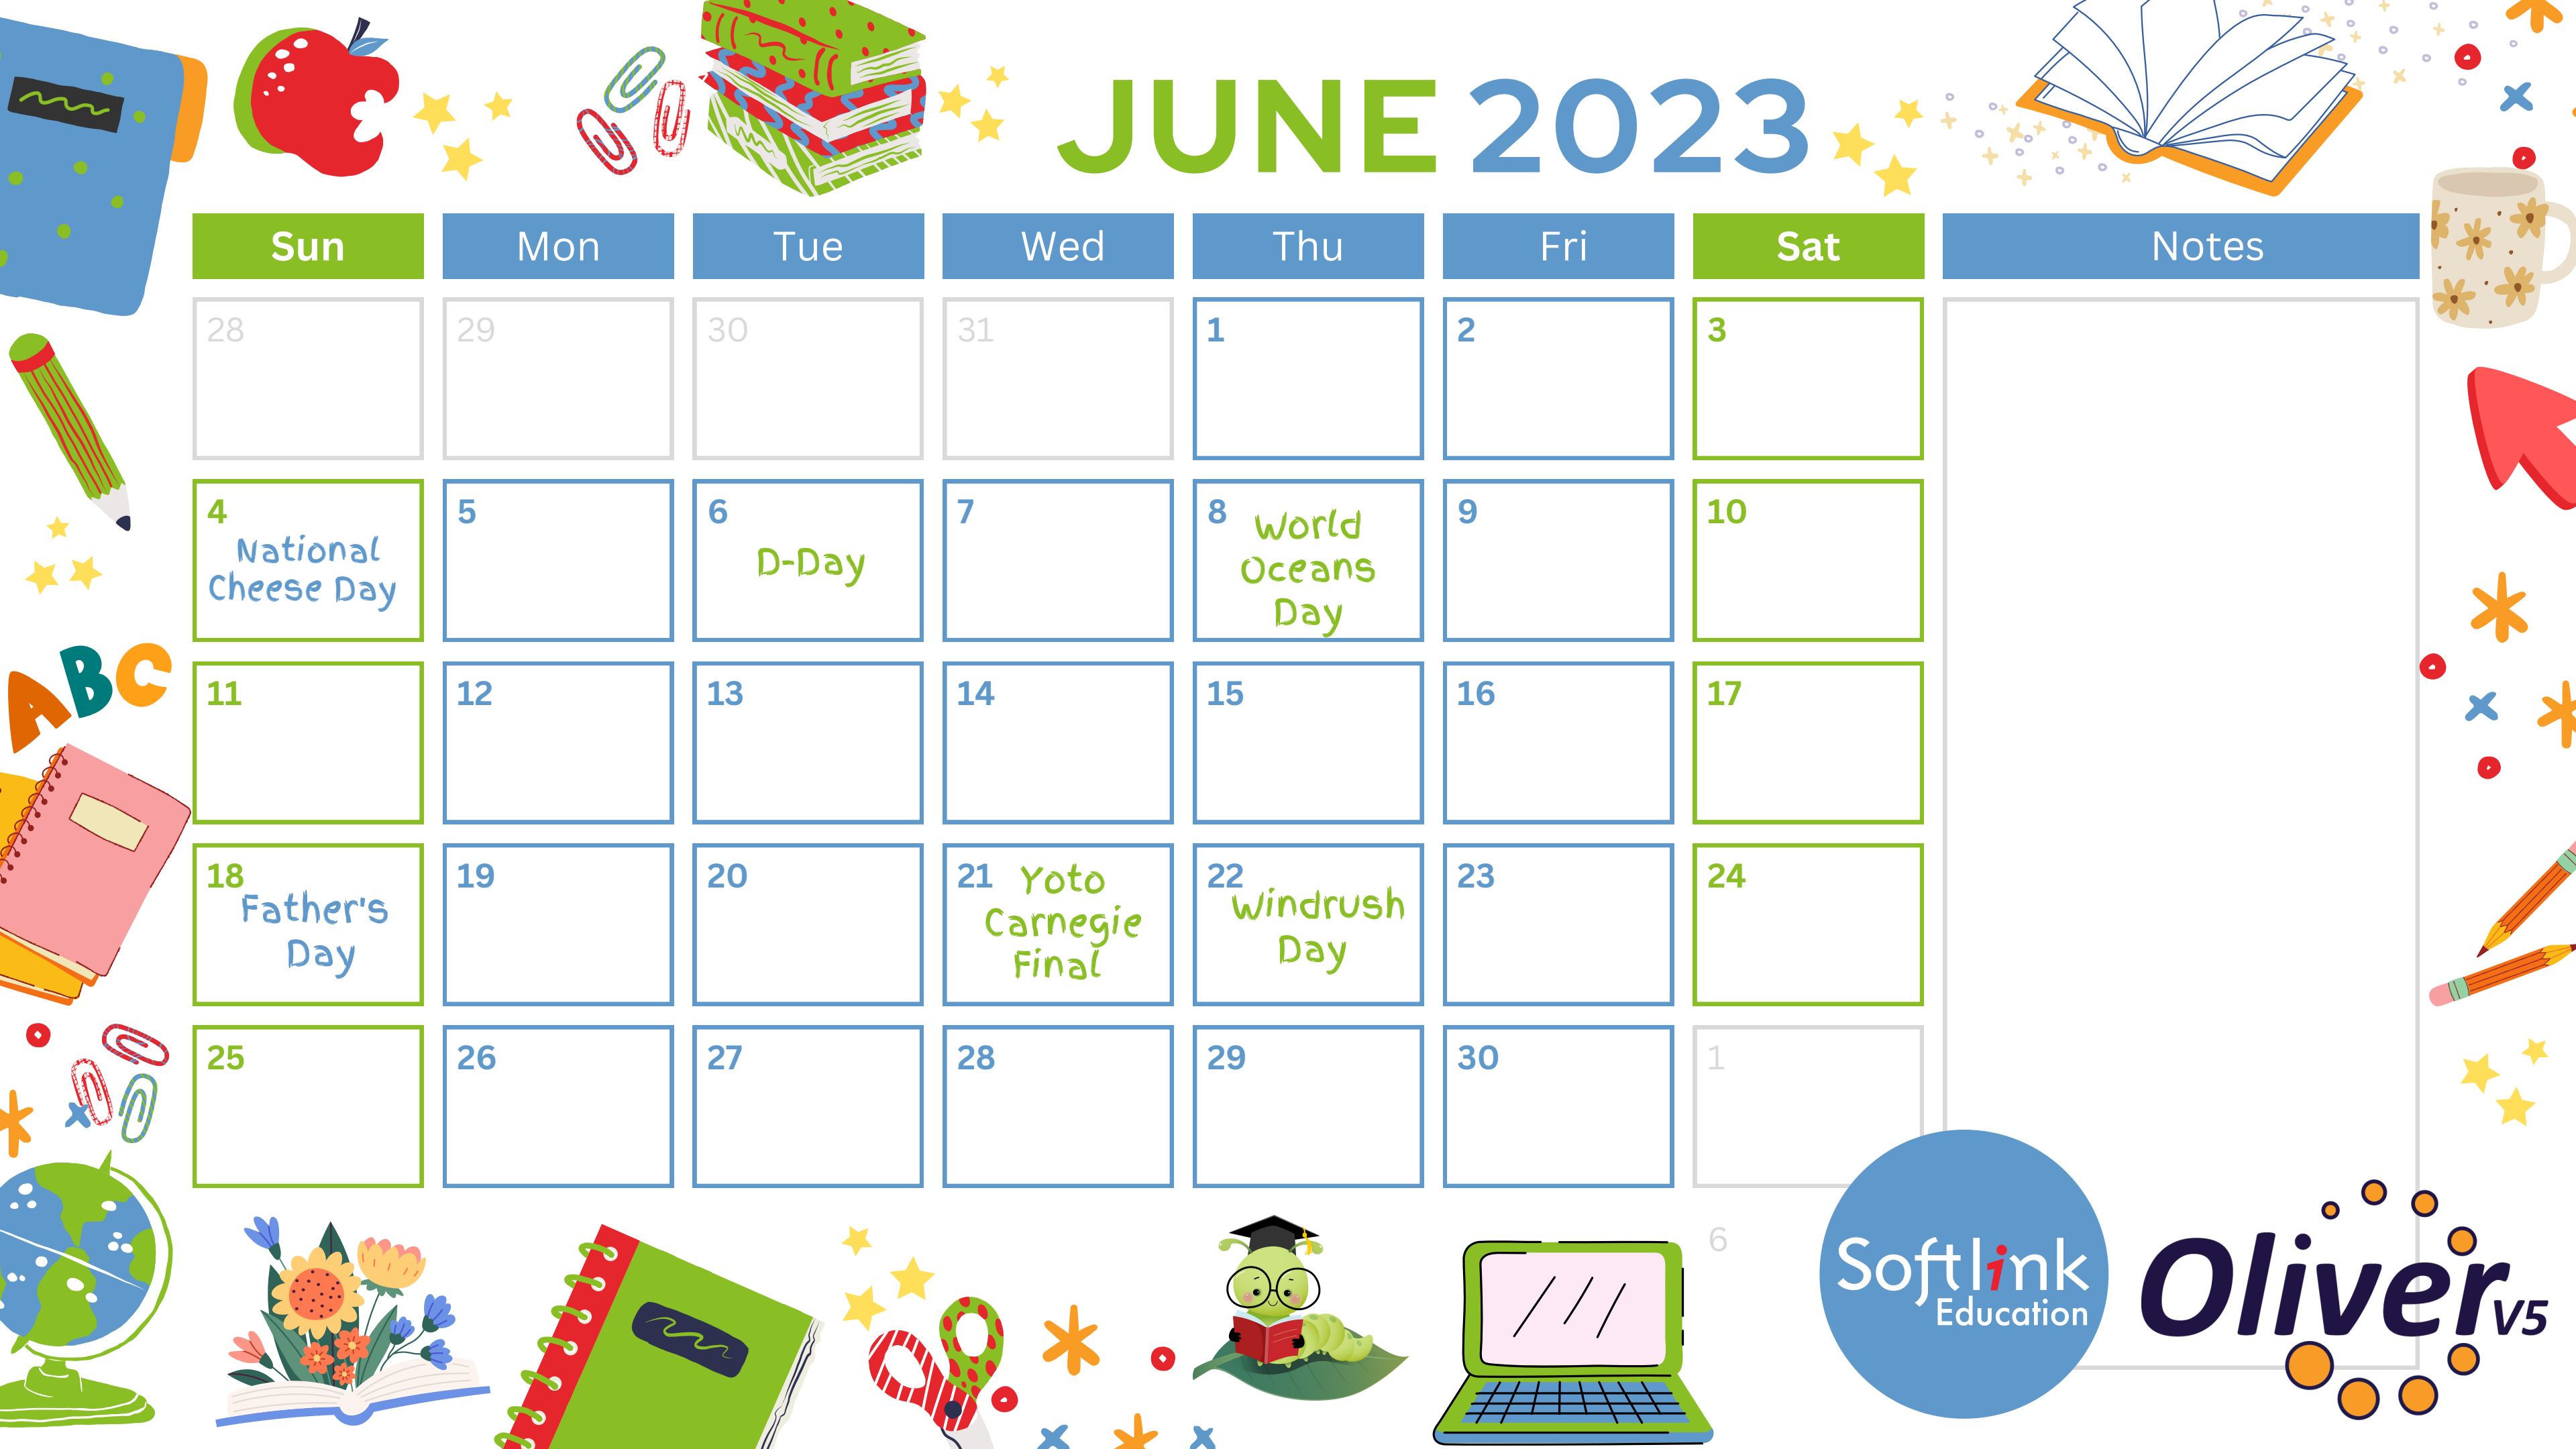 JUNE 2023
Sun Mon Tue Wed Thu Fri Sat Notes
28 29 30 31 1 2 3
4 5 6 7 8 9 10
National
Cheese Day
D-Day
World
Oceans
Day
11 12 13 14 15 16 17
18 19 20 21 22 23 24
Father's
Day
Yoto
Carnegie
Final
Windrush
Day
25 26 27 28 29 30 1
6
ABC
Softlink
Education
Oliver v5